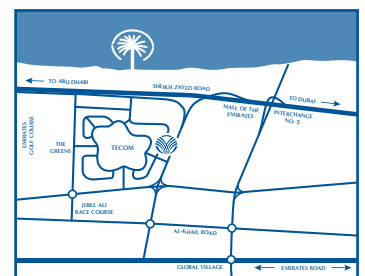 TO ABU DHABI
SHEIKH ZAYED ROAD
TO DUBAI
MALL OF THE
EMIRATES
INTERCHANGE
NO. 5
EMIRATES
GOLF COURSE
THE
GREENS
TECOM
JEBEL ALI
RACE COURSE
AL-KHAIL ROAD
GLOBAL VILLAGE
EMIRATES ROAD